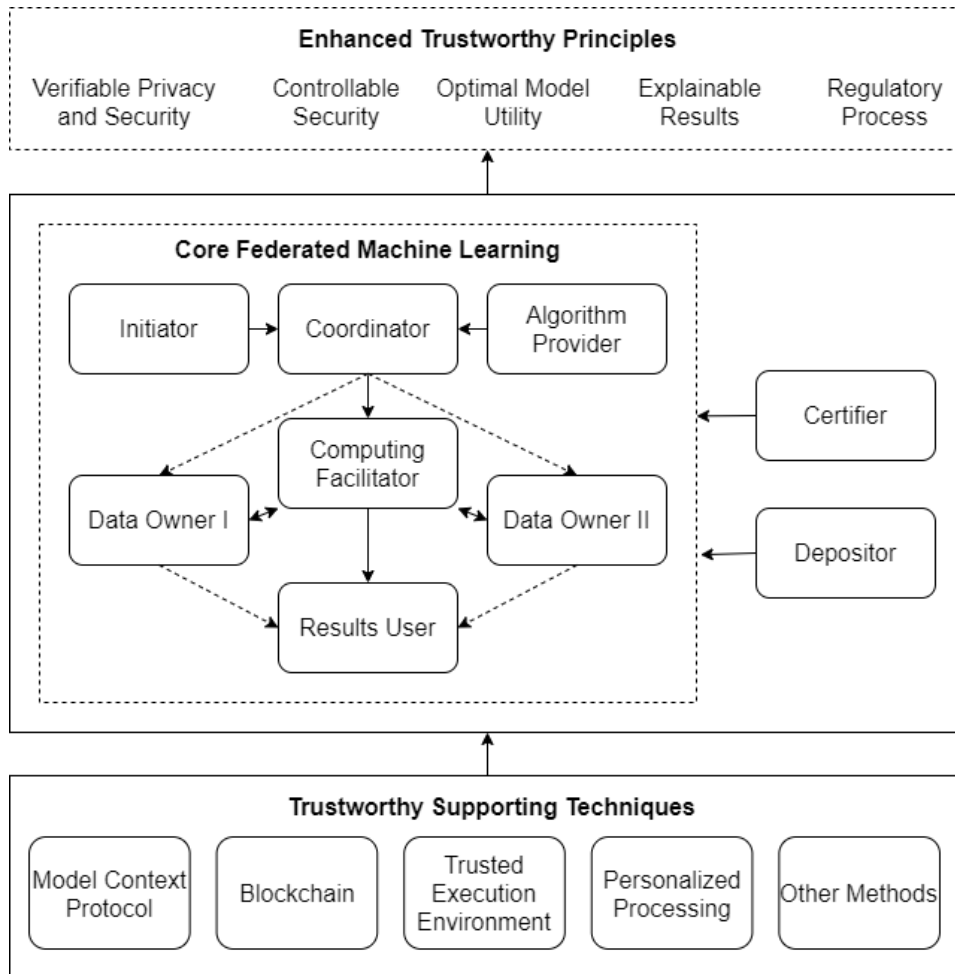 Enhanced Trustworthy Principles
Verifiable Privacy
and Security
Controllable
Security
Optimal Model
Utility
Explainable
Results
Regulatory
Process
Core Federated Machine Learning
Initiator
Coordinator
Algorithm
Provider
Computing
Facilitator
Data Owner I
Data Owner II
Results User
Certifier
Depositor
Trustworthy Supporting Techniques
Model Context
Protocol
Blockchain
Trusted
Execution
Environment
Personalized
Processing
Other Methods